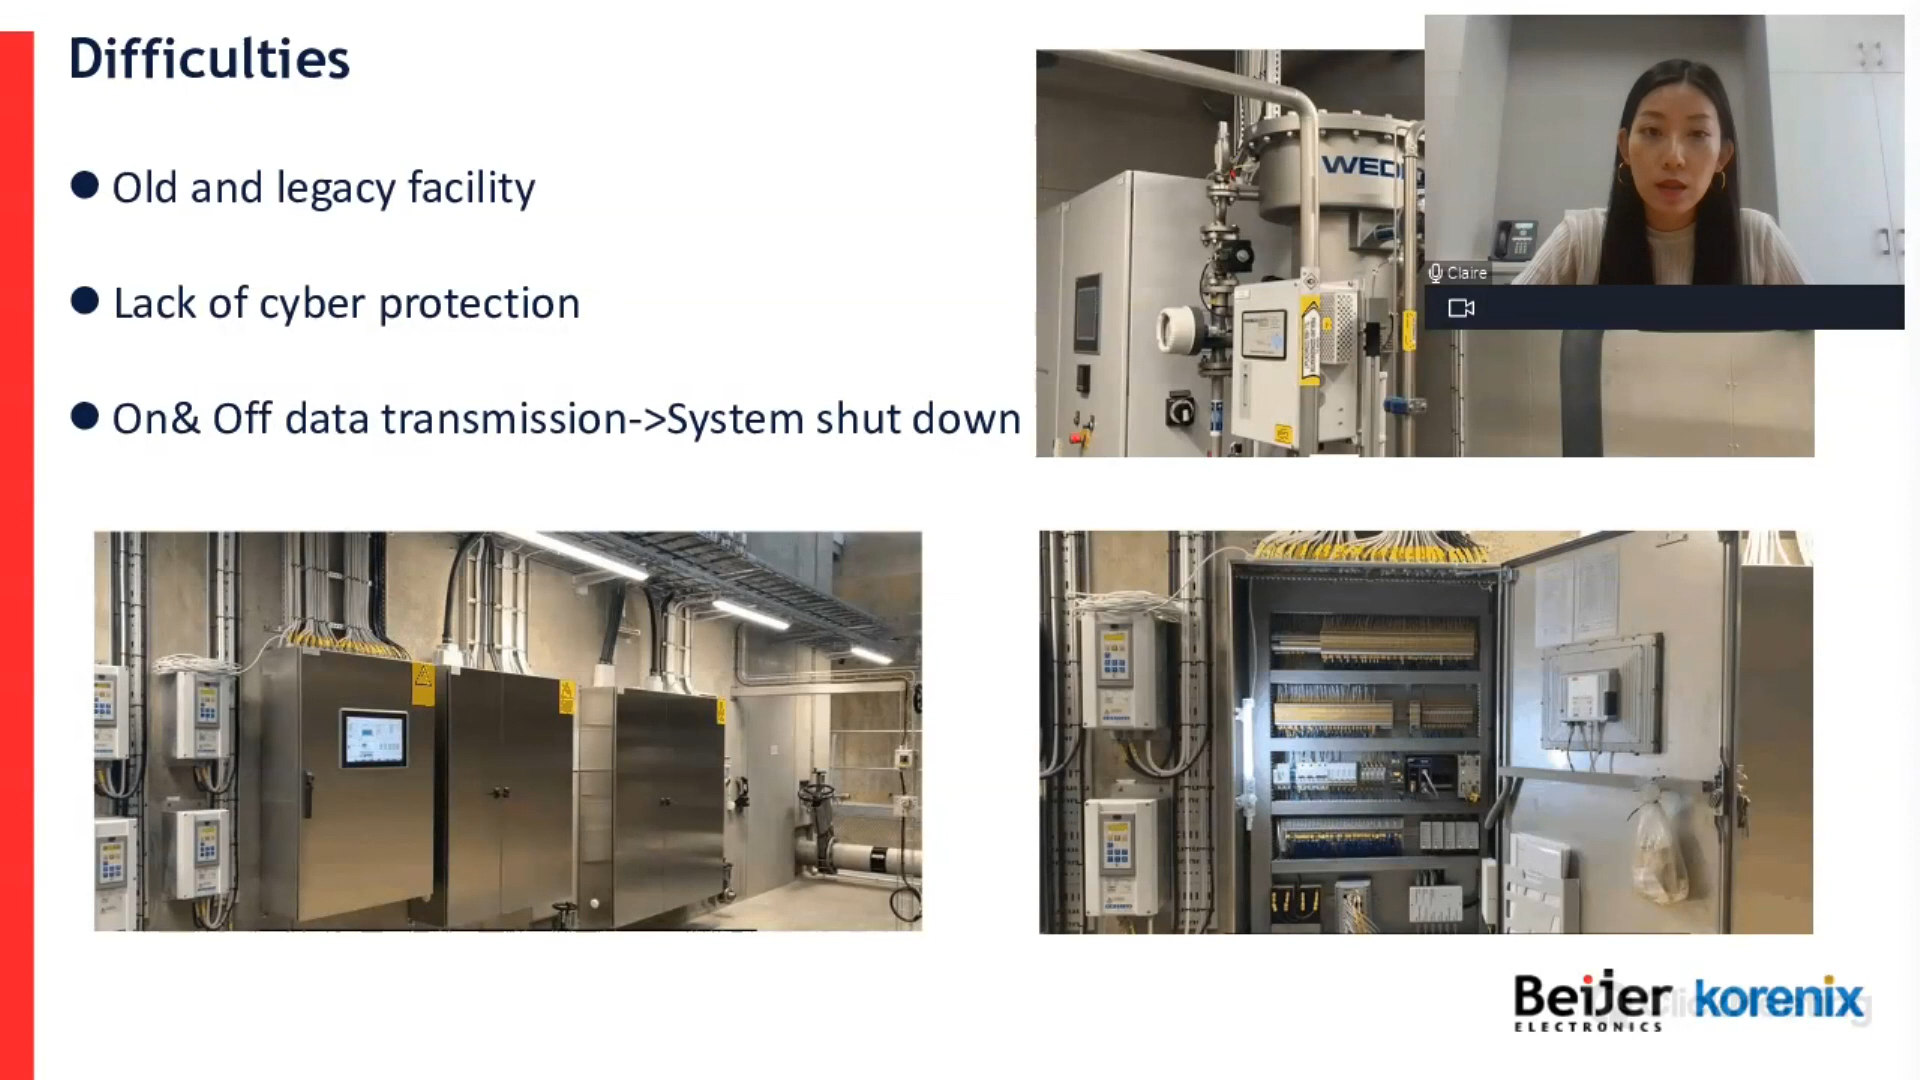 Difficulties
Old and legacy facility
Lack of cyber protection
On& Off data transmission->System shut down
Claire
BeiJer korenix
ELECTRONICS